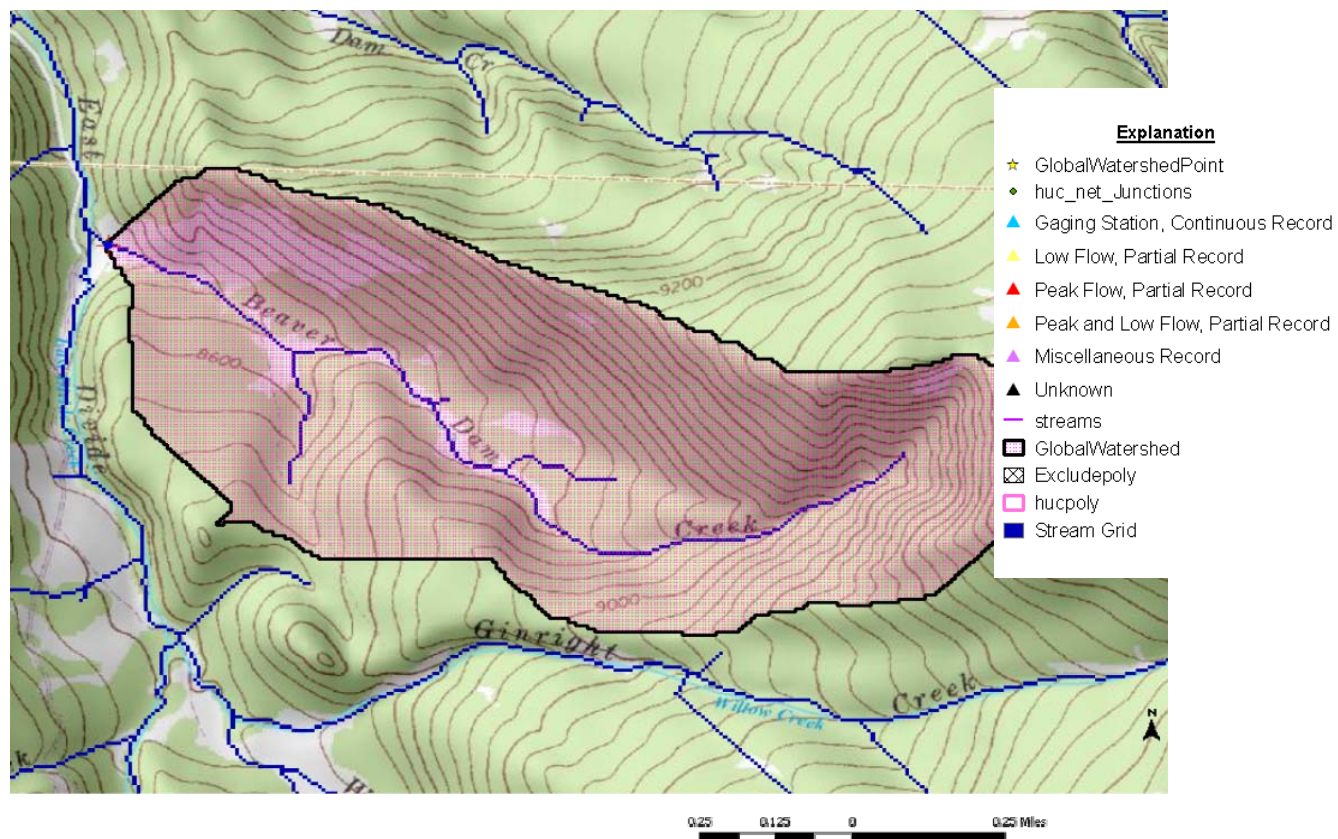 Dam
Cr
East
Explanation
GlobalWatershedPoint
huc_net_Junctions
Gaging Station, Continuous Record
Low Flow, Partial Record
Peak Flow, Partial Record
Peak and Low Flow, Partial Record
Miscellaneous Record
Unknown
streams
GlobalWatershed
Excludepoly
hucpoly
Stream Grid
9200
Beaver
8600
Divide
Dam
Creek
9000
Ginright
Creek
Willow Creek
N
0.25 0.125 0 0.25 Miles